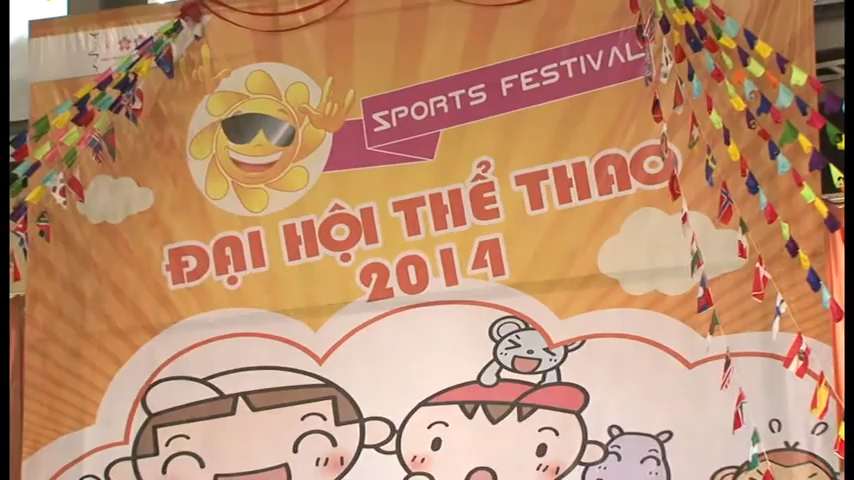 SPORTS FESTIVAL
ĐẠI HỘI THỂ THAO
2014